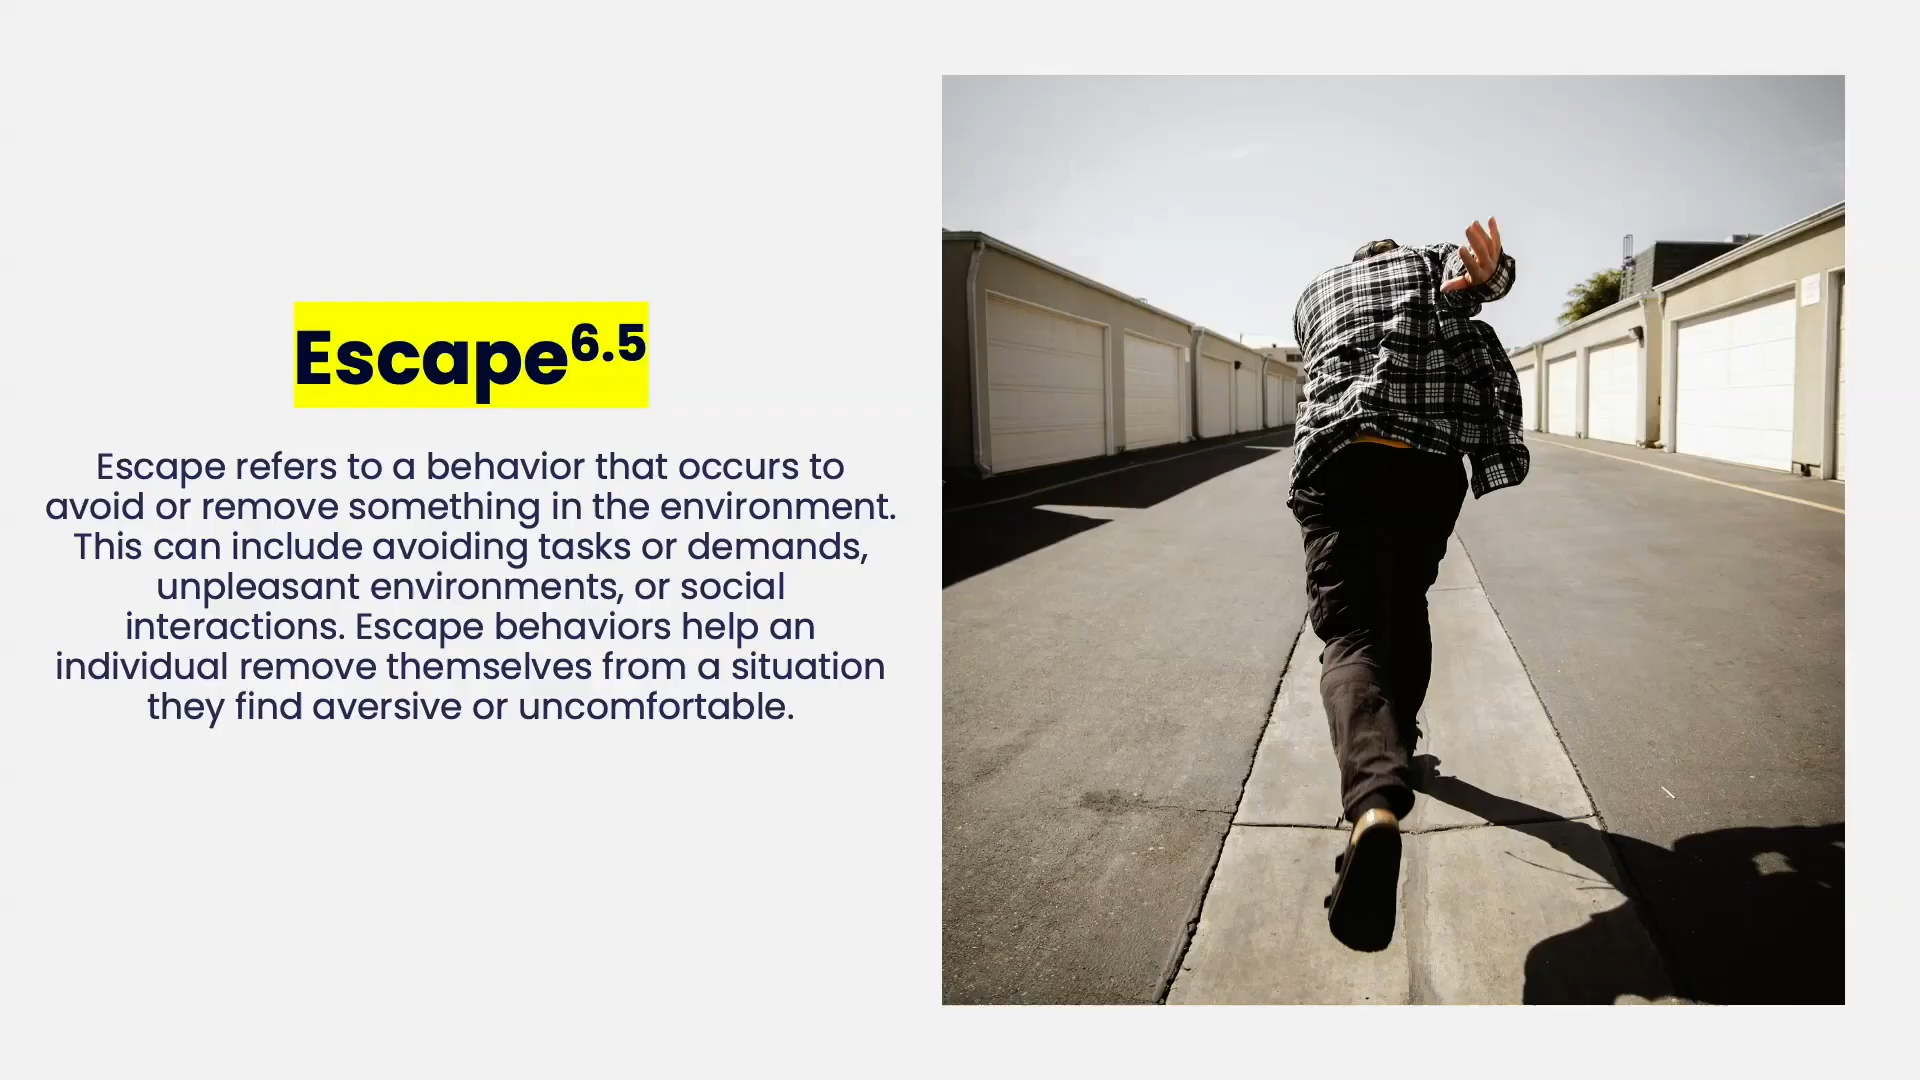 Escape6.5
Escape refers to a behavior that occurs to
avoid or remove something in the environment.
This can include avoiding tasks or demands,
unpleasant environments, or social
interactions. Escape behaviors help an
individual remove themselves from a situation
they find aversive or uncomfortable.